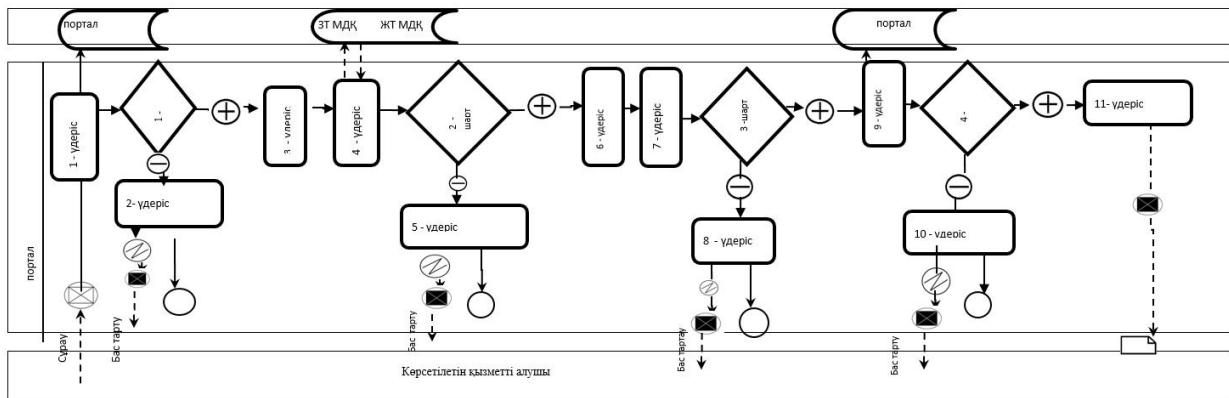 портал
ЗТ МДҚ ЖТ МДҚ
портал
1 - үдеріс
1 -
3 - үдеріс
4 - үдеріс
2 -
шарт
6 - үдеріс
7 - үдеріс
3 -шарт
9 - үдеріс
4 -
11- үдеріс
2- үдеріс
5 - үдеріс
8 - үдеріс
10 - үдеріс
портал
Сұрау
Бас тарту
Бас тарту
Бас тартау
Бас тарту
Көрсетілетін қызметті алушы